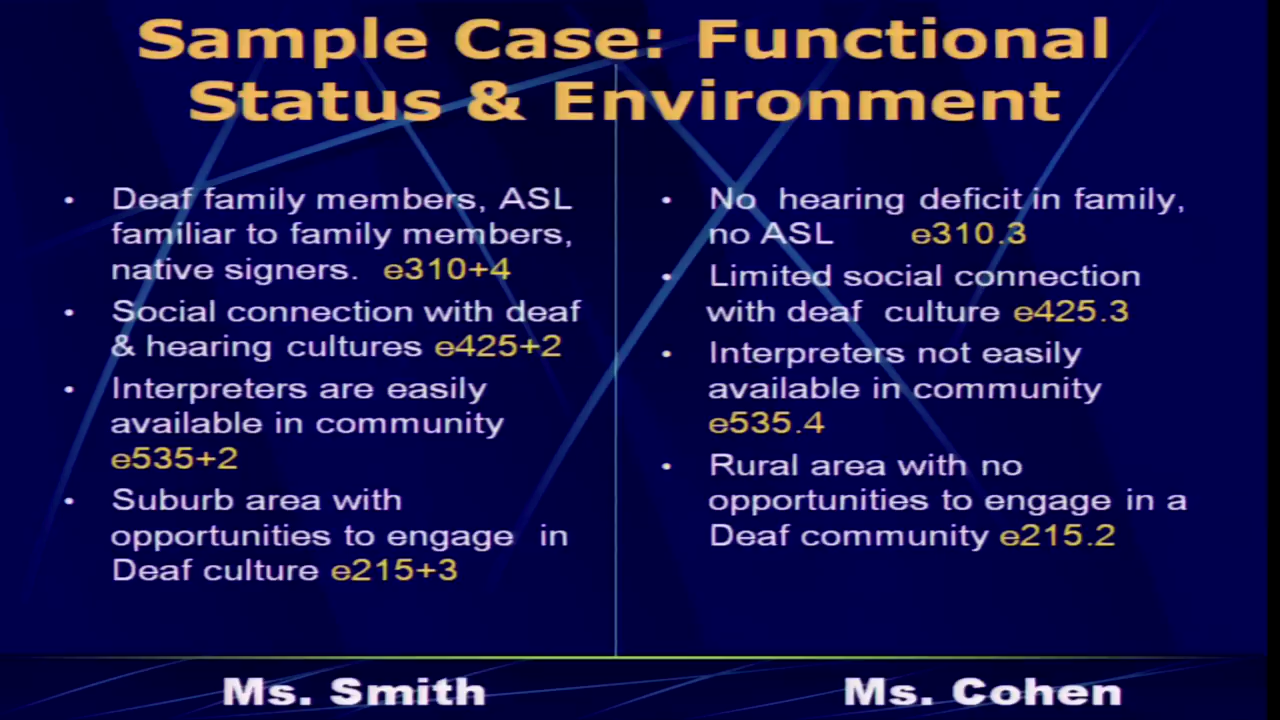 Sample Case: Functional
Status & Environment
• Deaf family members, ASL
familiar to family members,
native signers. e310+4
• Social connection with deaf
& hearing cultures e425+2
• Interpreters are easily
available in community
e535+2
• Suburb area with
opportunities to engage in
Deaf culture e215+3
• No hearing deficit in family,
no ASL e310.3
• Limited social connection
with deaf culture e425.3
• Interpreters not easily
available in community
e535.4
• Rural area with no
opportunities to engage in a
Deaf community e215.2
Ms. Smith
Ms. Cohen